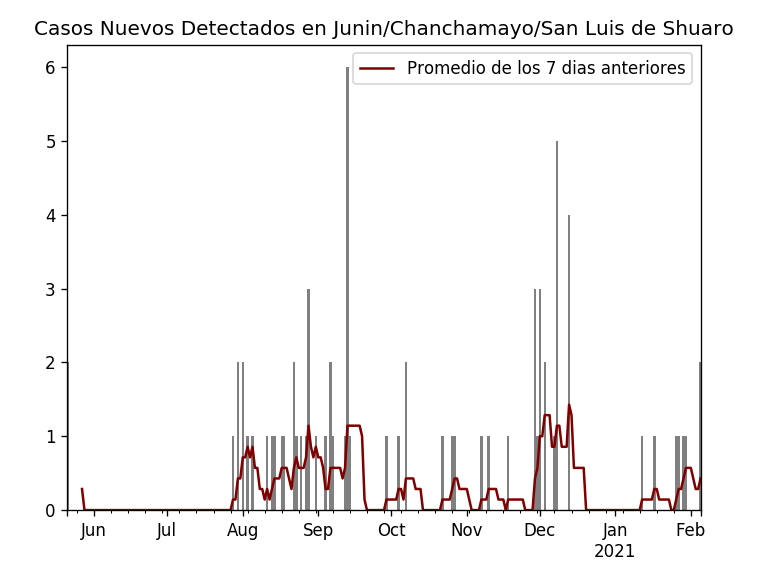 Casos Nuevos Detectados en Junin/Chanchamayo/San Luis de Shuaro
Promedio de los 7 dias anteriores
6
5
4
3
2
1
0
Jun Jul Aug Sep Oct Nov Dec Jan Feb
2021